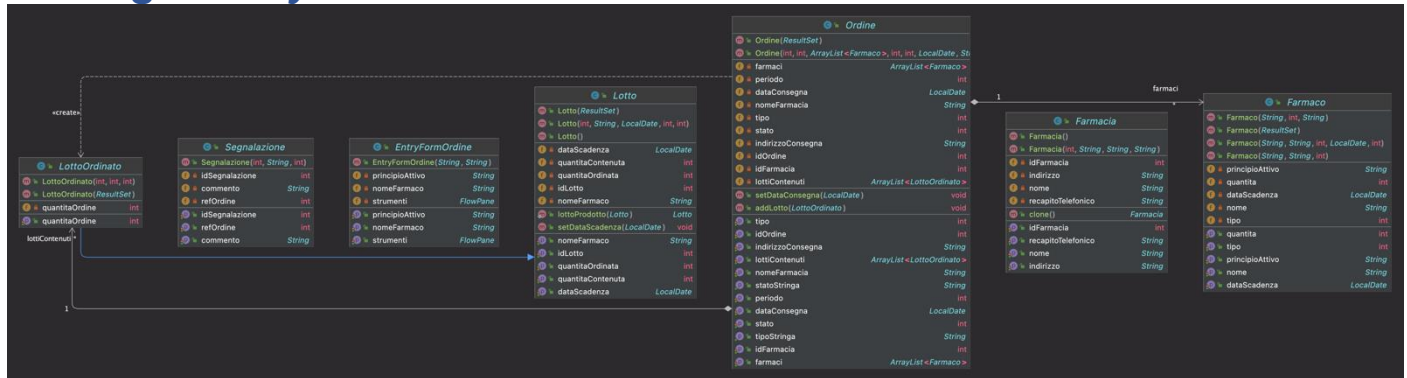 «create»
LottoOrdinato
LottoOrdinato(int, int, int)
LottoOrdinato(ResultSet)
quantitaOrdine int
quantitaOrdine int
lottiContenuti *
1
Segnalazione
Segnalazione(int, String, int)
idSegnalazione int
commento String
refOrdine int
idSegnalazione int
refOrdine int
commento String
EntryFormOrdine
EntryFormOrdine(String, String)
principioAttivo String
nomeFarmaco String
strumenti FlowPane
principioAttivo String
nomeFarmaco String
strumenti FlowPane
Lotto
Lotto(ResultSet)
Lotto(int, String, LocalDate, int, int)
Lotto()
dataScadenza LocalDate
quantitaContenuta int
quantitaOrdinata int
idLotto int
nomeFarmaco String
lottoProdotto(Lotto) Lotto
setDataScadenza(LocalDate) void
nomeFarmaco String
idLotto int
quantitaOrdinata int
quantitaContenuta int
dataScadenza LocalDate
Ordine
Ordine(ResultSet)
Ordine(int, int, ArrayList<Farmaco>, int, int, LocalDate, St
farmaci ArrayList<Farmaco>
periodo int
dataConsegna LocalDate
nomeFarmacia String
tipo int
stato int
indirizzoConsegna String
idOrdine int
idFarmacia int
lottiContenuti ArrayList<LottoOrdinato>
setDataConsegna(LocalDate) void
addLotto(LottoOrdinato) void
tipo int
idOrdine int
indirizzoConsegna String
lottiContenuti ArrayList<LottoOrdinato>
nomeFarmacia String
statoStringa String
periodo int
dataConsegna LocalDate
stato int
tipoStringa String
idFarmacia int
farmaci ArrayList<Farmaco>
1
farmaci
*
Farmacia
Farmacia()
Farmacia(int, String, String, String)
idFarmacia int
indirizzo String
nome String
recapitoTelefonico String
clone() Farmacia
idFarmacia int
recapitoTelefonico String
nome String
indirizzo String
Farmaco
Farmaco(String, int, String)
Farmaco(ResultSet)
Farmaco(String, String, int, LocalDate, int)
Farmaco(String, String, int)
principioAttivo String
quantita int
dataScadenza LocalDate
nome String
tipo int
quantita int
tipo int
principioAttivo String
nome String
dataScadenza LocalDate